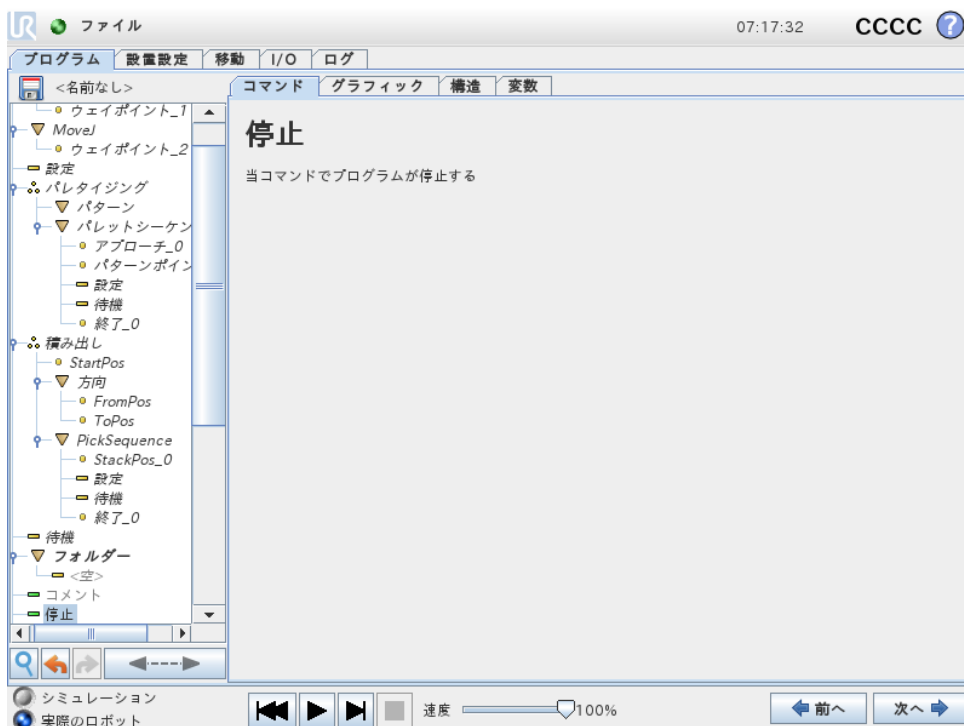 UR ファイル 07:17:32 CCCC ?
プログラム 設置設定 移動 I/O ログ
<名前なし>
コマンド グラフィック 構造 変数
ウェイポイント_1
MoveJ
ウェイポイント_2
設定
パレタイジング
パターン
パレットシーケン
アプローチ_0
パターンポイン
設定
待機
終了_0
積み出し
StartPos
方向
FromPos
ToPos
PickSequence
StackPos_0
設定
待機
終了_0
待機
フォルダー
<空>
コメント
停止
停止
当コマンドでプログラムが停止する
シミュレーション
実際のロボット
速度 100%
前へ 次へ